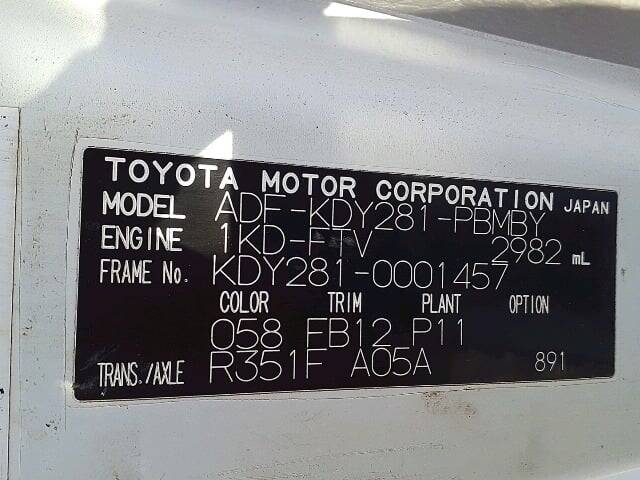 TOYOTA MOTOR CORPORATION JAPAN
MODEL ADF-KDY281-PBMBY
ENGINE 1KD-FTV 2982 mL
FRAME No. KDY281-0001457
COLOR TRIM PLANT OPTION
058 FB12 P11
TRANS./AXLE R351F A05A 891